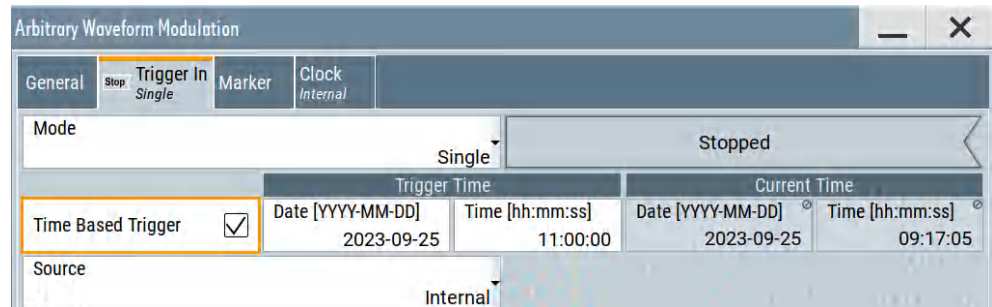 Arbitrary Waveform Modulation
General Stop Trigger In Marker Clock
Single Internal
Mode
Single
Stopped
Trigger Time Current Time
Time Based Trigger
Date [YYYY-MM-DD] Time [hh:mm:ss] Date [YYYY-MM-DD] Time [hh:mm:ss]
2023-09-25 11:00:00 2023-09-25 09:17:05
Source
Internal